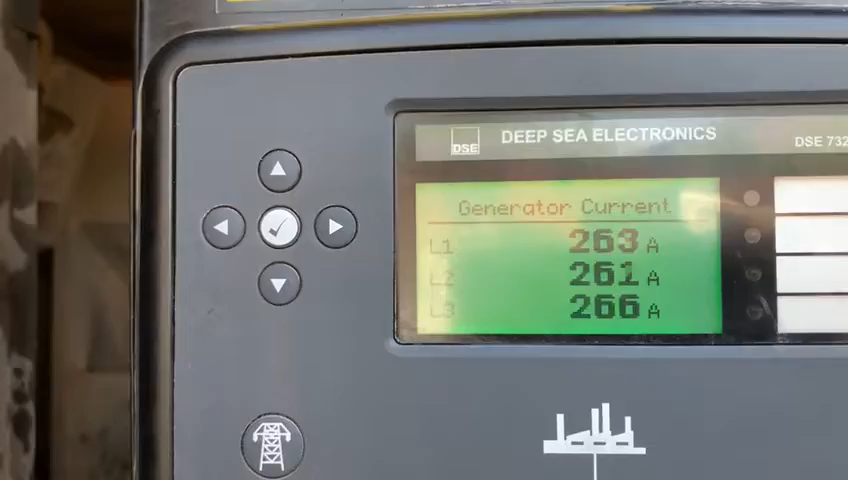 DSE
DEEP SEA ELECTRONICS
DSE 732
Generator Current
L1 263 A
L2 261 A
L3 266 A